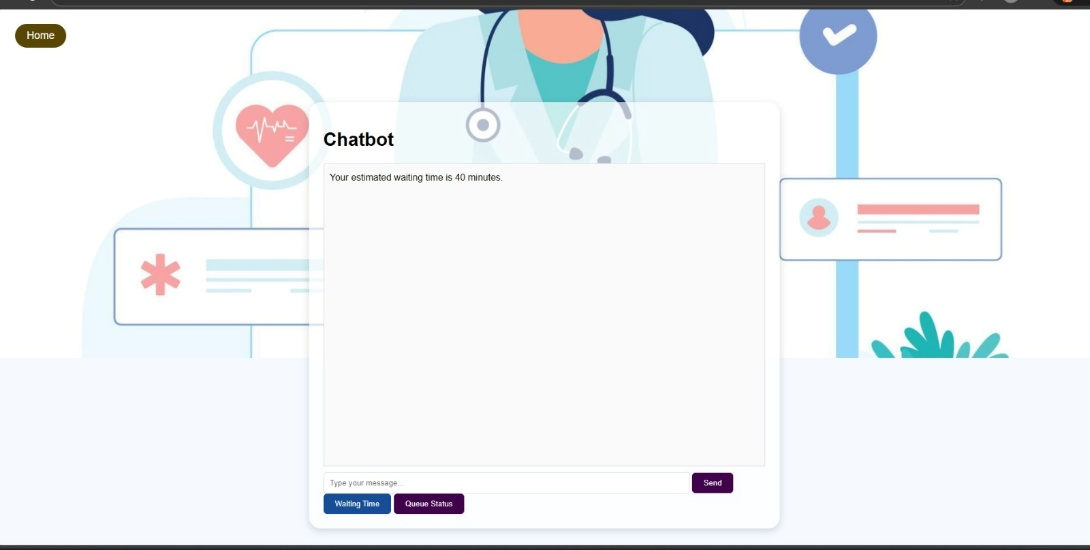 Home
Chatbot
Your estimated waiting time is 40 minutes.
Type your message...
Send
Waiting Time
Queue Status